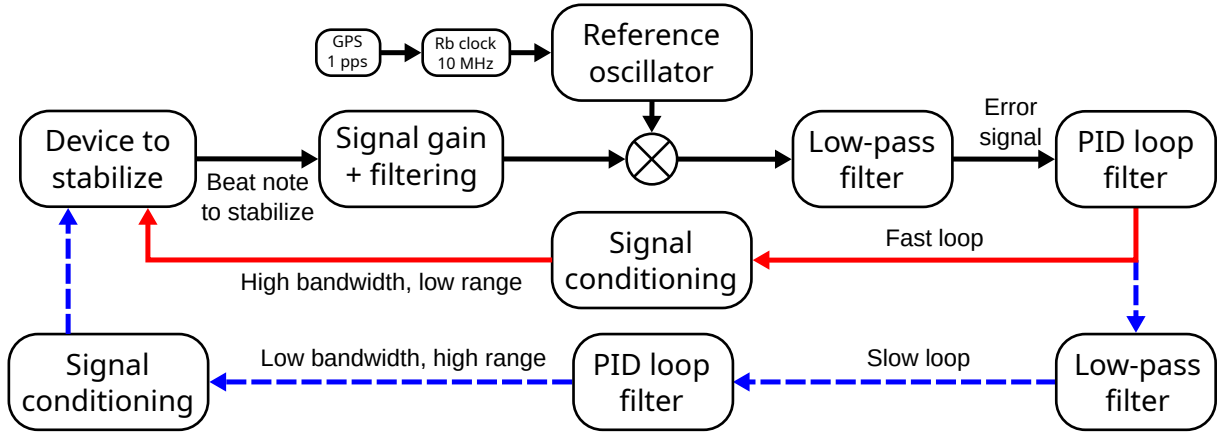 GPS
1 pps
Rb clock
10 MHz
Reference
oscillator
Device to
stabilize
Beat note
to stabilize
Signal gain
+ filtering
Low-pass
filter
Error
signal
PID loop
filter
Fast loop
Signal
conditioning
High bandwidth, low range
Low-pass
filter
Slow loop
PID loop
filter
Low bandwidth, high range
Signal
conditioning